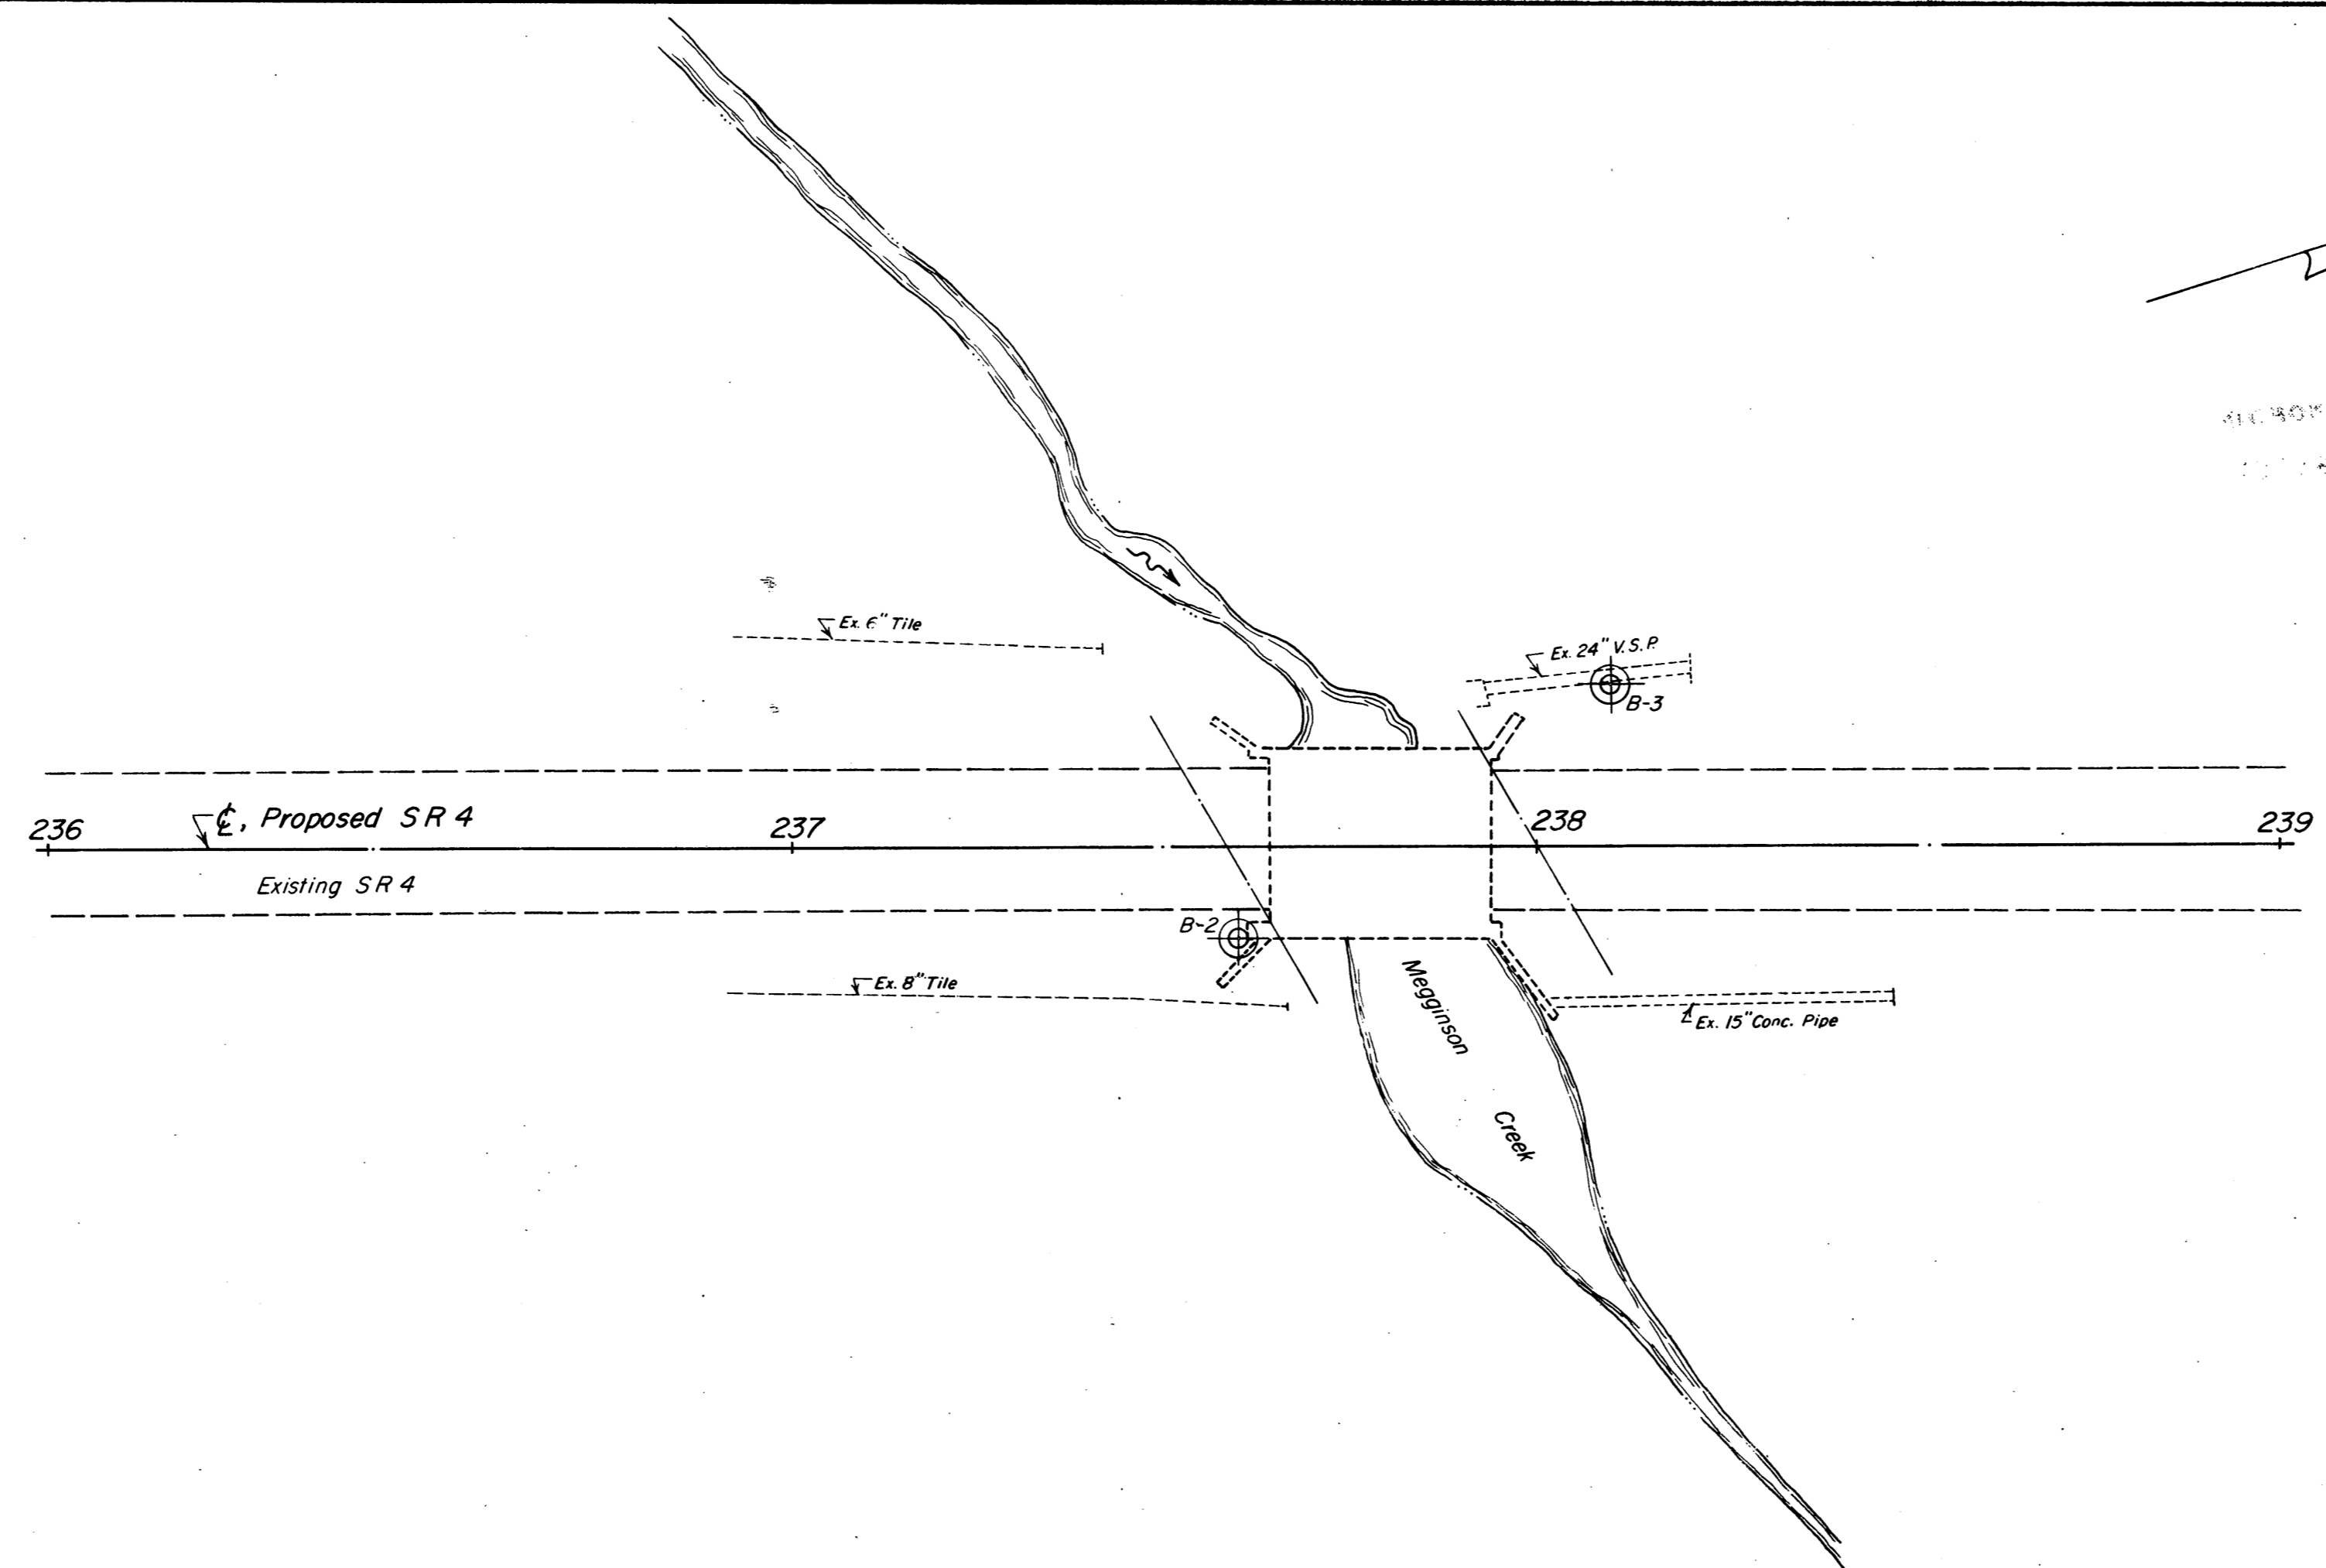 Ex. 6" Tile
Ex. 24" V.S.P.
B-3
236
℄, Proposed SR 4
237
238
239
Existing SR 4
B-2
Ex. 8" Tile
Megginson
Creek
Ex. 15" Conc. Pipe